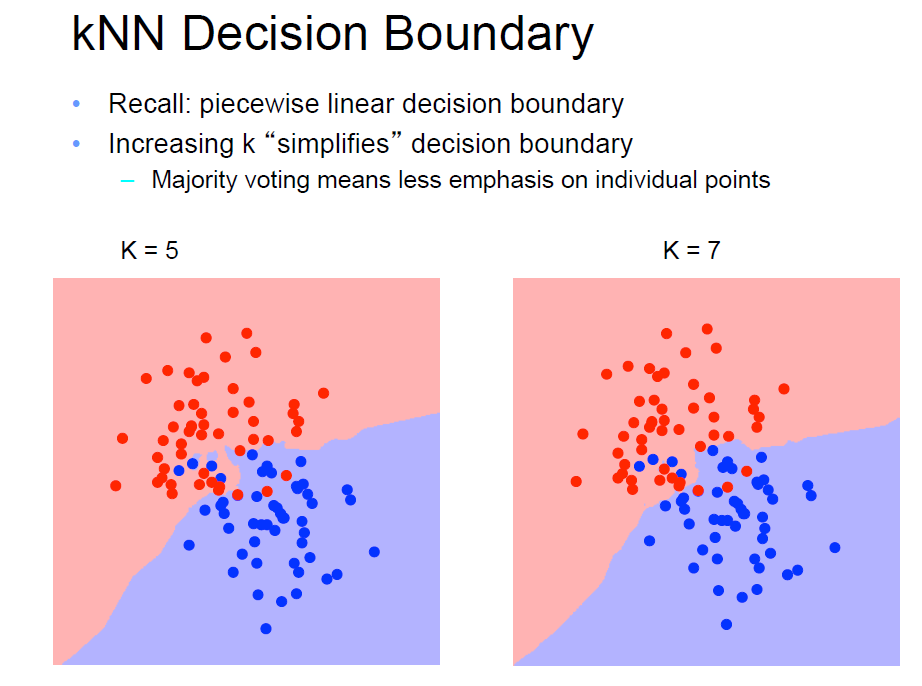 kNN Decision Boundary
• Recall: piecewise linear decision boundary
• Increasing k “simplifies” decision boundary
– Majority voting means less emphasis on individual points
K = 5
K = 7